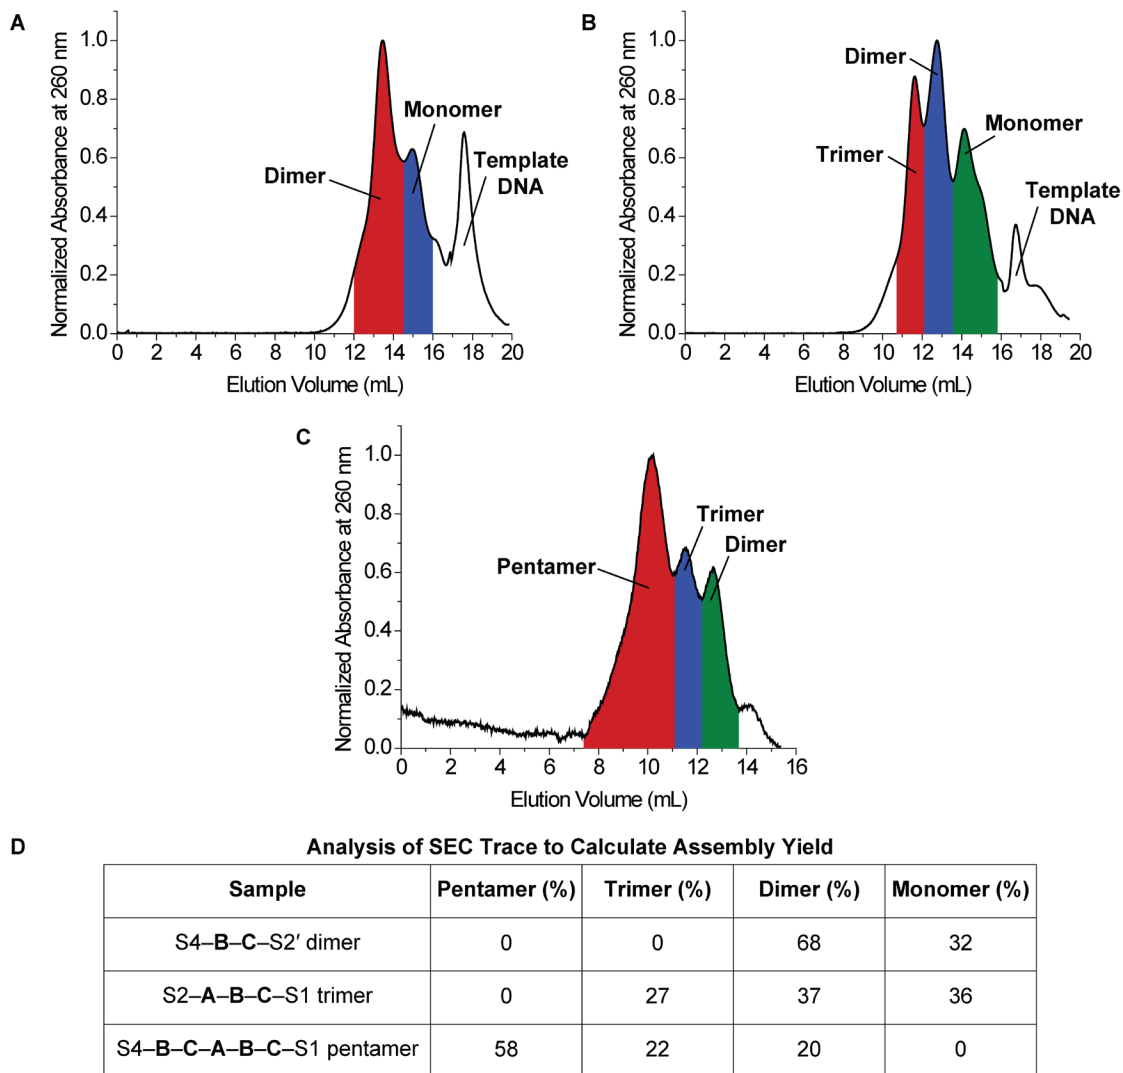 A
Normalized Absorbance at 260 nm
1.0
0.8
0.6
0.4
0.2
0.0
Dimer
Monomer
Template
DNA
0 2 4 6 8 10 12 14 16 18 20
Elution Volume (mL)
B
Normalized Absorbance at 260 nm
1.0
0.8
0.6
0.4
0.2
0.0
Dimer
Trimer
Monomer
Template
DNA
0 2 4 6 8 10 12 14 16 18 20
Elution Volume (mL)
C
Normalized Absorbance at 260 nm
1.0
0.8
0.6
0.4
0.2
0.0
Pentamer
Trimer
Dimer
0 2 4 6 8 10 12 14 16
Elution Volume (mL)
D
Analysis of SEC Trace to Calculate Assembly Yield
Sample Pentamer (%) Trimer (%) Dimer (%) Monomer (%)
S4–B–C–S2′ dimer 0 0 68 32
S2–A–B–C–S1 trimer 0 27 37 36
S4–B–C–A–B–C–S1 pentamer 58 22 20 0